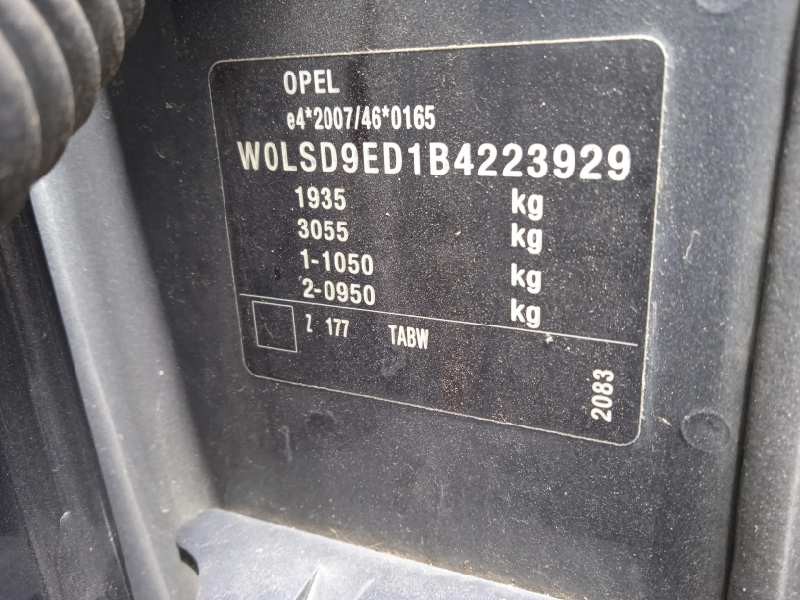 OPEL
e4*2007/46*0165
W0LSD9ED1B4223929
1935 kg
3055 kg
1-1050 kg
2-0950 kg
Z 177 TABW
2083